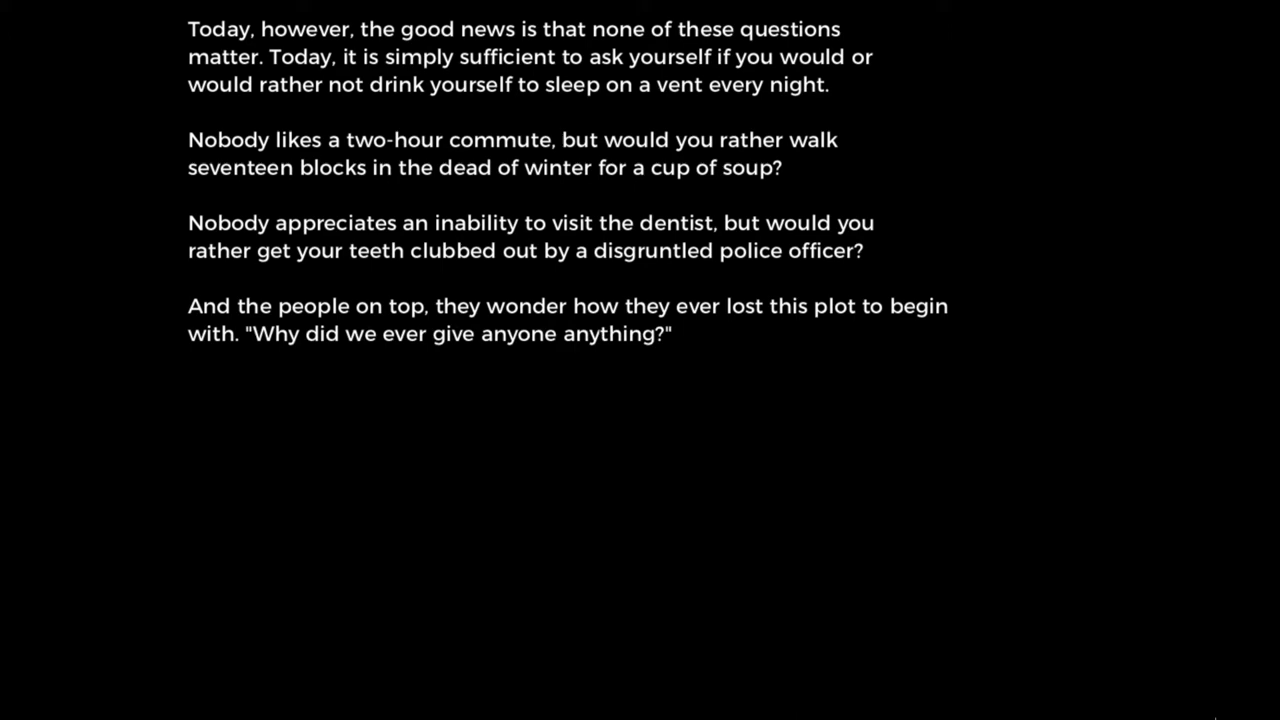 Today, however, the good news is that none of these questions
matter. Today, it is simply sufficient to ask yourself if you would or
would rather not drink yourself to sleep on a vent every night.
Nobody likes a two-hour commute, but would you rather walk
seventeen blocks in the dead of winter for a cup of soup?
Nobody appreciates an inability to visit the dentist, but would you
rather get your teeth clubbed out by a disgruntled police officer?
And the people on top, they wonder how they ever lost this plot to begin
with. "Why did we ever give anyone anything?"